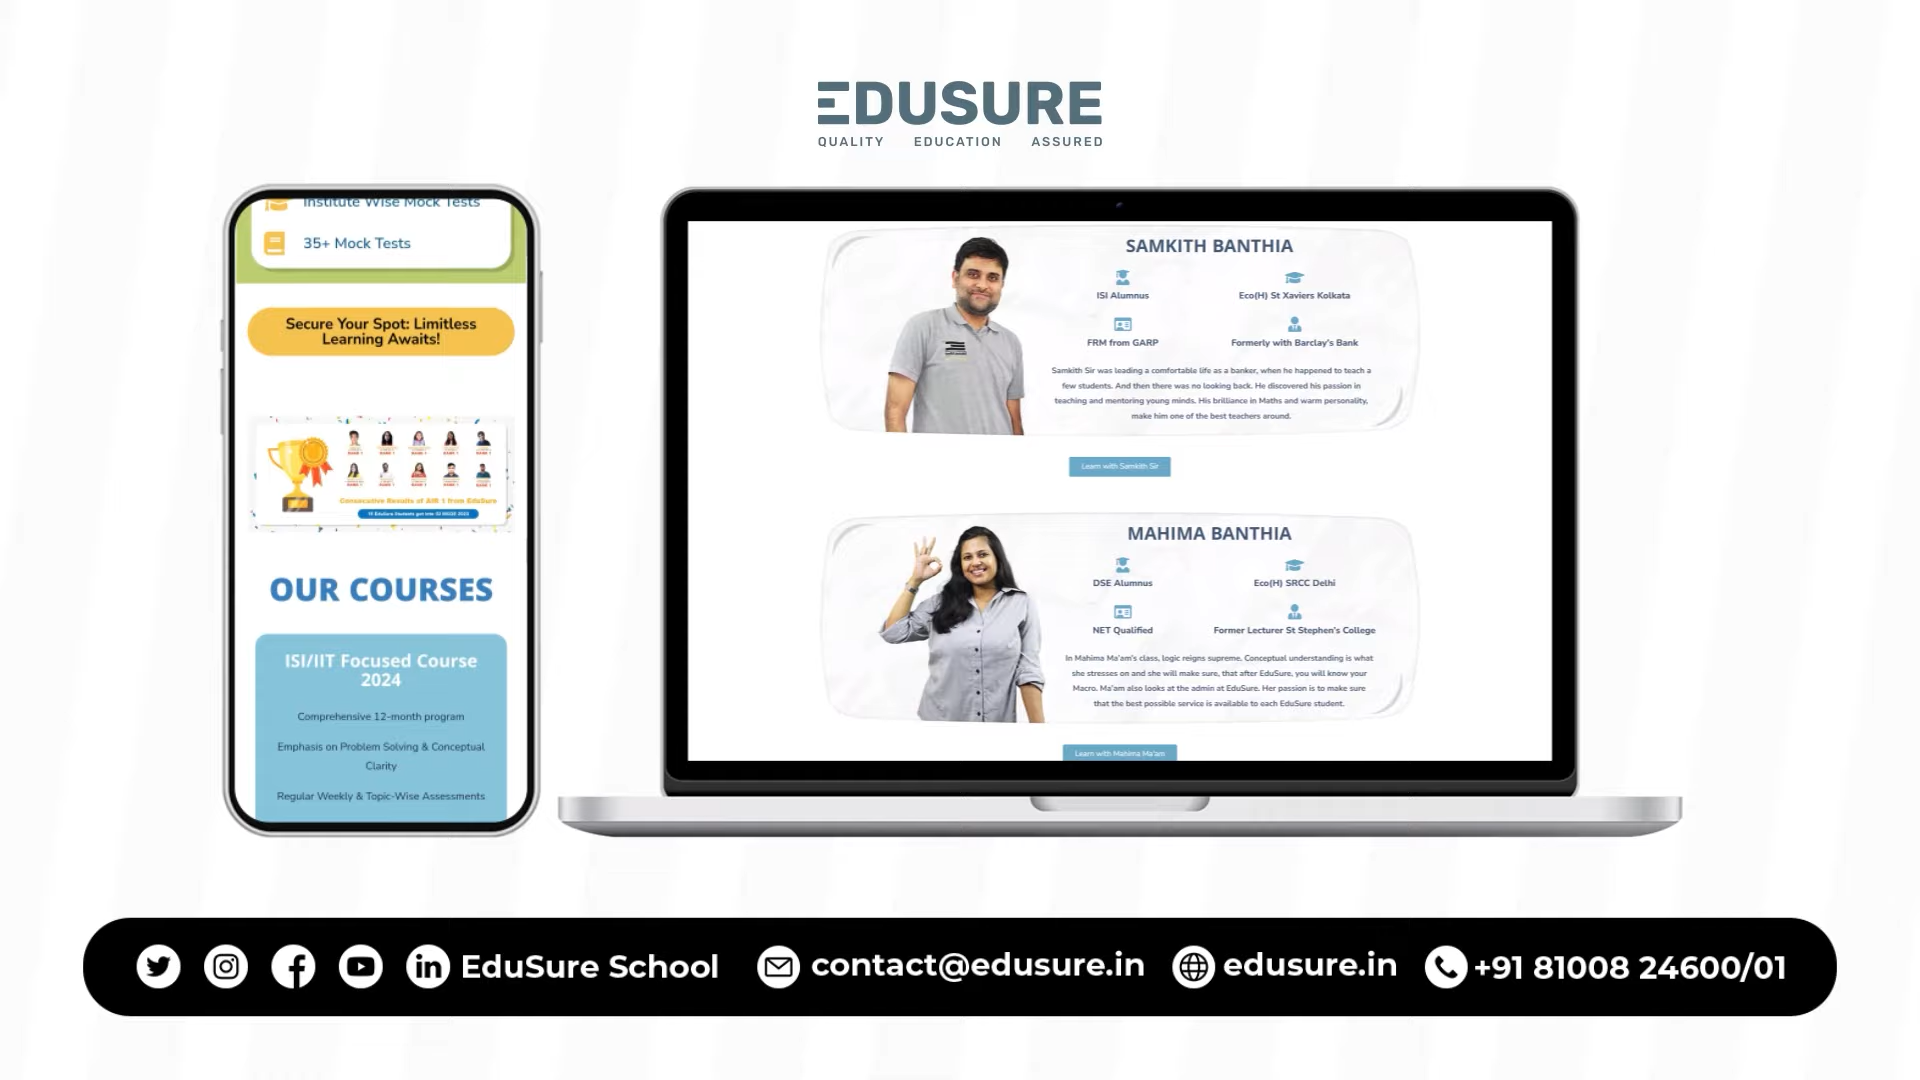 EDUSURE
QUALITY EDUCATION ASSURED
Institute Wise Mock Tests
35+ Mock Tests
Secure Your Spot: Limitless
Learning Awaits!
Consecutive Results of AIR 1 from EduSure
OUR COURSES
ISI/IIT Focused Course
2024
Comprehensive 12-month program
Emphasis on Problem Solving & Conceptual
Clarity
Regular Weekly & Topic-Wise Assessments
SAMKITH BANTHIA
ISI Alumnus
Eco(H) St Xaviers Kolkata
FRM from GARP
Formerly with Barclay's Bank
Samkith Sir was leading a comfortable life as a banker, when he happened to teach a
few students. And then there was no looking back. He discovered his passion in
teaching and mentoring young minds. His brilliance in Maths and warm personality,
make him one of the best teachers around.
Learn with Samkith Sir
MAHIMA BANTHIA
DSE Alumnus
Eco(H) SRCC Delhi
NET Qualified
Former Lecturer St Stephen's College
In Mahima Ma'am's class, logic reigns supreme. Conceptual understanding is what
she stresses on and she will make sure, that after EduSure, you will know your
Macro. Ma'am also looks at the admin at EduSure. Her passion is to make sure
that the best possible service is available to each EduSure student.
Learn with Mahima Ma'am
EduSure School
contact@edusure.in
edusure.in
+91 81008 24600/01